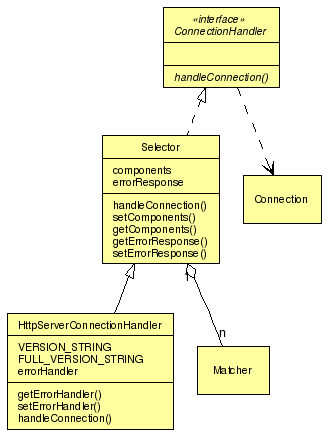 «interface»
ConnectionHandler
handleConnection()
Selector
components
errorResponse
handleConnection()
setComponents()
getComponents()
getErrorResponse()
setErrorResponse()
Connection
1
n
HttpServerConnectionHandler
VERSION_STRING
FULL_VERSION_STRING
errorHandler
getErrorHandler()
setErrorHandler()
handleConnection()
Matcher